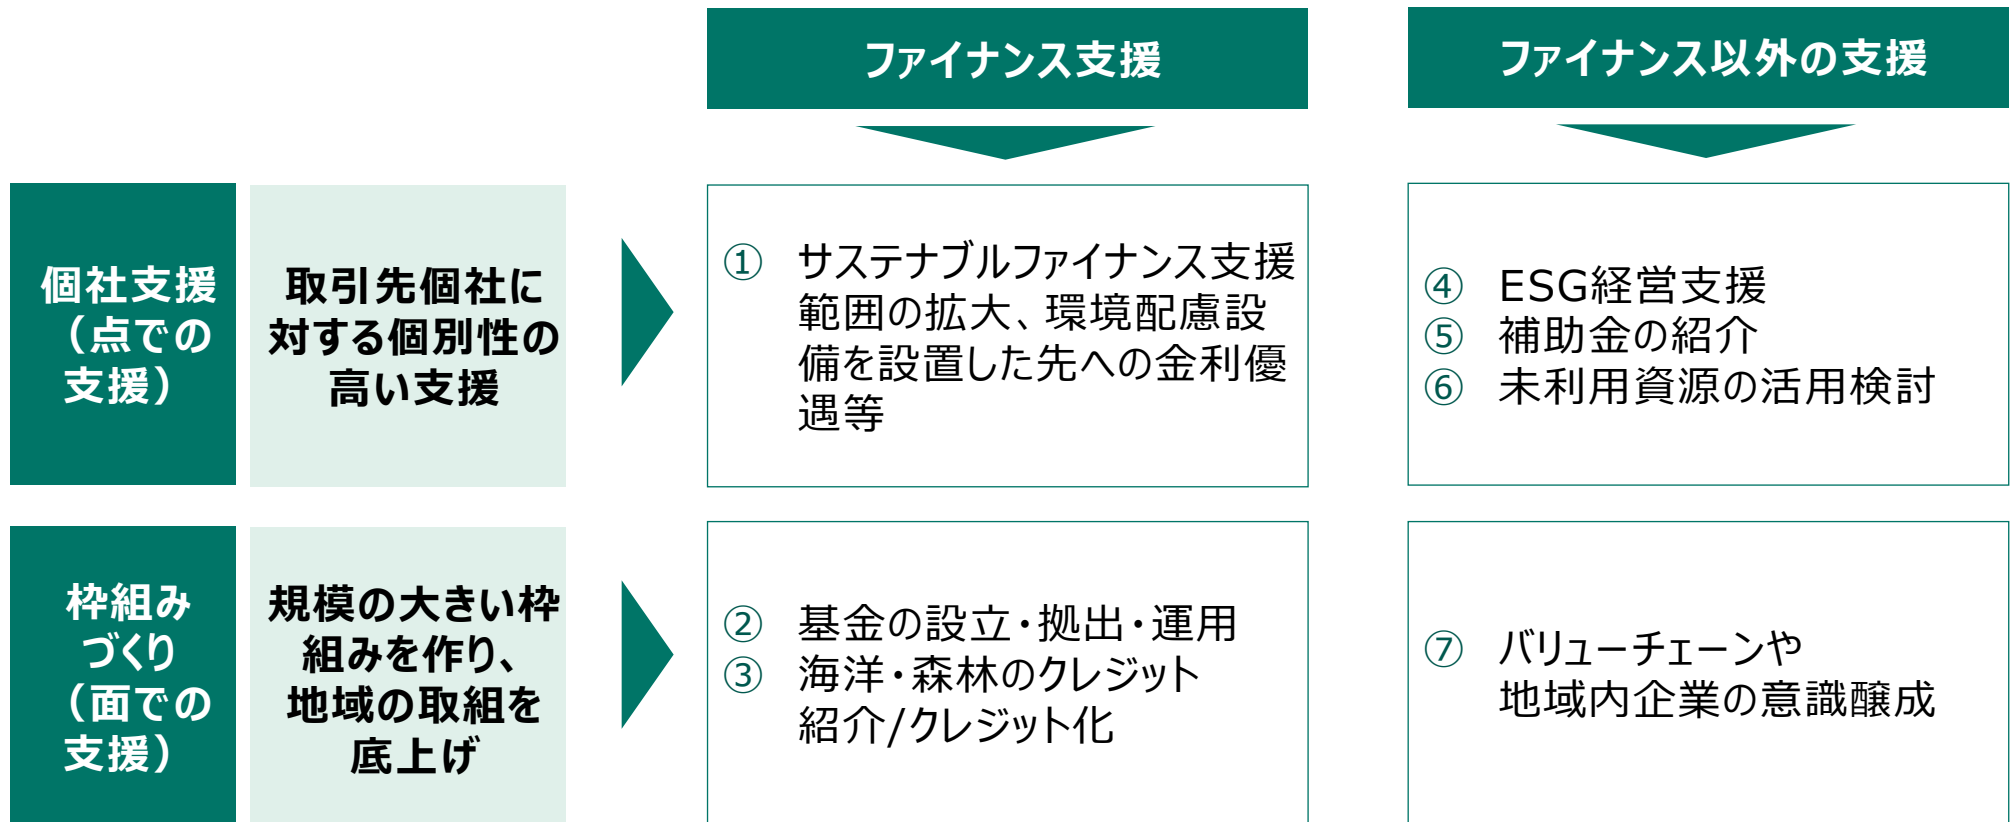 ファイナンス支援
ファイナンス以外の支援
個社支援
（点での
支援）
取引先個社に
対する個別性の
高い支援
① サステナブルファイナンス支援
範囲の拡大、環境配慮設
備を設置した先への金利優
遇等
④ ESG経営支援
⑤ 補助金の紹介
⑥ 未利用資源の活用検討
枠組み
づくり
（面での
支援）
規模の大きい枠
組みを作り、
地域の取組を
底上げ
② 基金の設立・拠出・運用
③ 海洋・森林のクレジット
紹介/クレジット化
⑦ バリューチェーンや
地域内企業の意識醸成